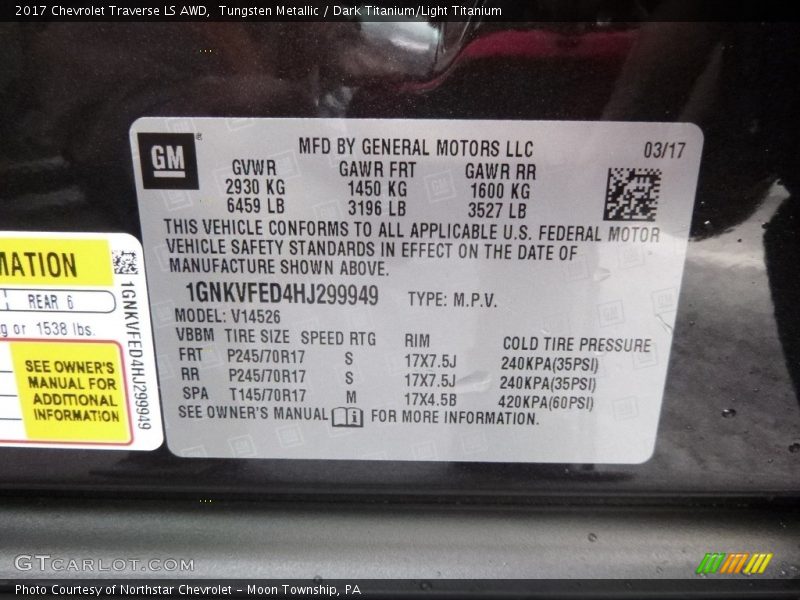 2017 Chevrolet Traverse LS AWD, Tungsten Metallic / Dark Titanium/Light Titanium
GM
MFD BY GENERAL MOTORS LLC 03/17
GVWR GAWR FRT GAWR RR
2930 KG 1450 KG 1600 KG
6459 LB 3196 LB 3527 LB
THIS VEHICLE CONFORMS TO ALL APPLICABLE U.S. FEDERAL MOTOR
VEHICLE SAFETY STANDARDS IN EFFECT ON THE DATE OF
MANUFACTURE SHOWN ABOVE.
1GNKVFED4HJ299949 TYPE: M.P.V.
MODEL: V14526
VBBM TIRE SIZE SPEED RTG RIM COLD TIRE PRESSURE
FRT P245/70R17 S 17X7.5J 240KPA(35PSI)
RR P245/70R17 S 17X7.5J 240KPA(35PSI)
SPA T145/70R17 M 17X4.5B 420KPA(60PSI)
SEE OWNER'S MANUAL FOR MORE INFORMATION.
MATION
REAR 6
g or 1538 lbs.
SEE OWNER'S
MANUAL FOR
ADDITIONAL
INFORMATION
1GNKVFED4HJ299949
GTCARLOT.COM
Photo Courtesy of Northstar Chevrolet - Moon Township, PA